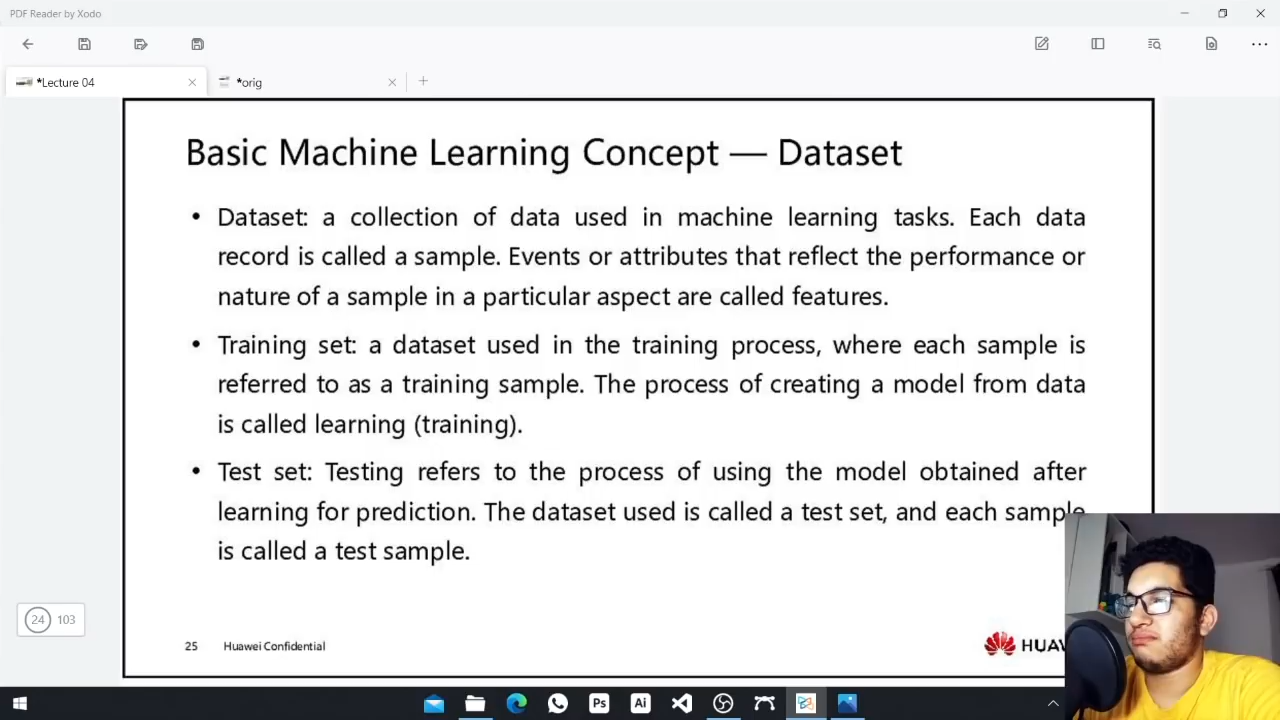 PDF Reader by Xodo
*Lecture 04
*orig
Basic Machine Learning Concept — Dataset
• Dataset: a collection of data used in machine learning tasks. Each data
record is called a sample. Events or attributes that reflect the performance or
nature of a sample in a particular aspect are called features.
• Training set: a dataset used in the training process, where each sample is
referred to as a training sample. The process of creating a model from data
is called learning (training).
• Test set: Testing refers to the process of using the model obtained after
learning for prediction. The dataset used is called a test set, and each sample
is called a test sample.
24 103
25 Huawei Confidential
Ps Ai